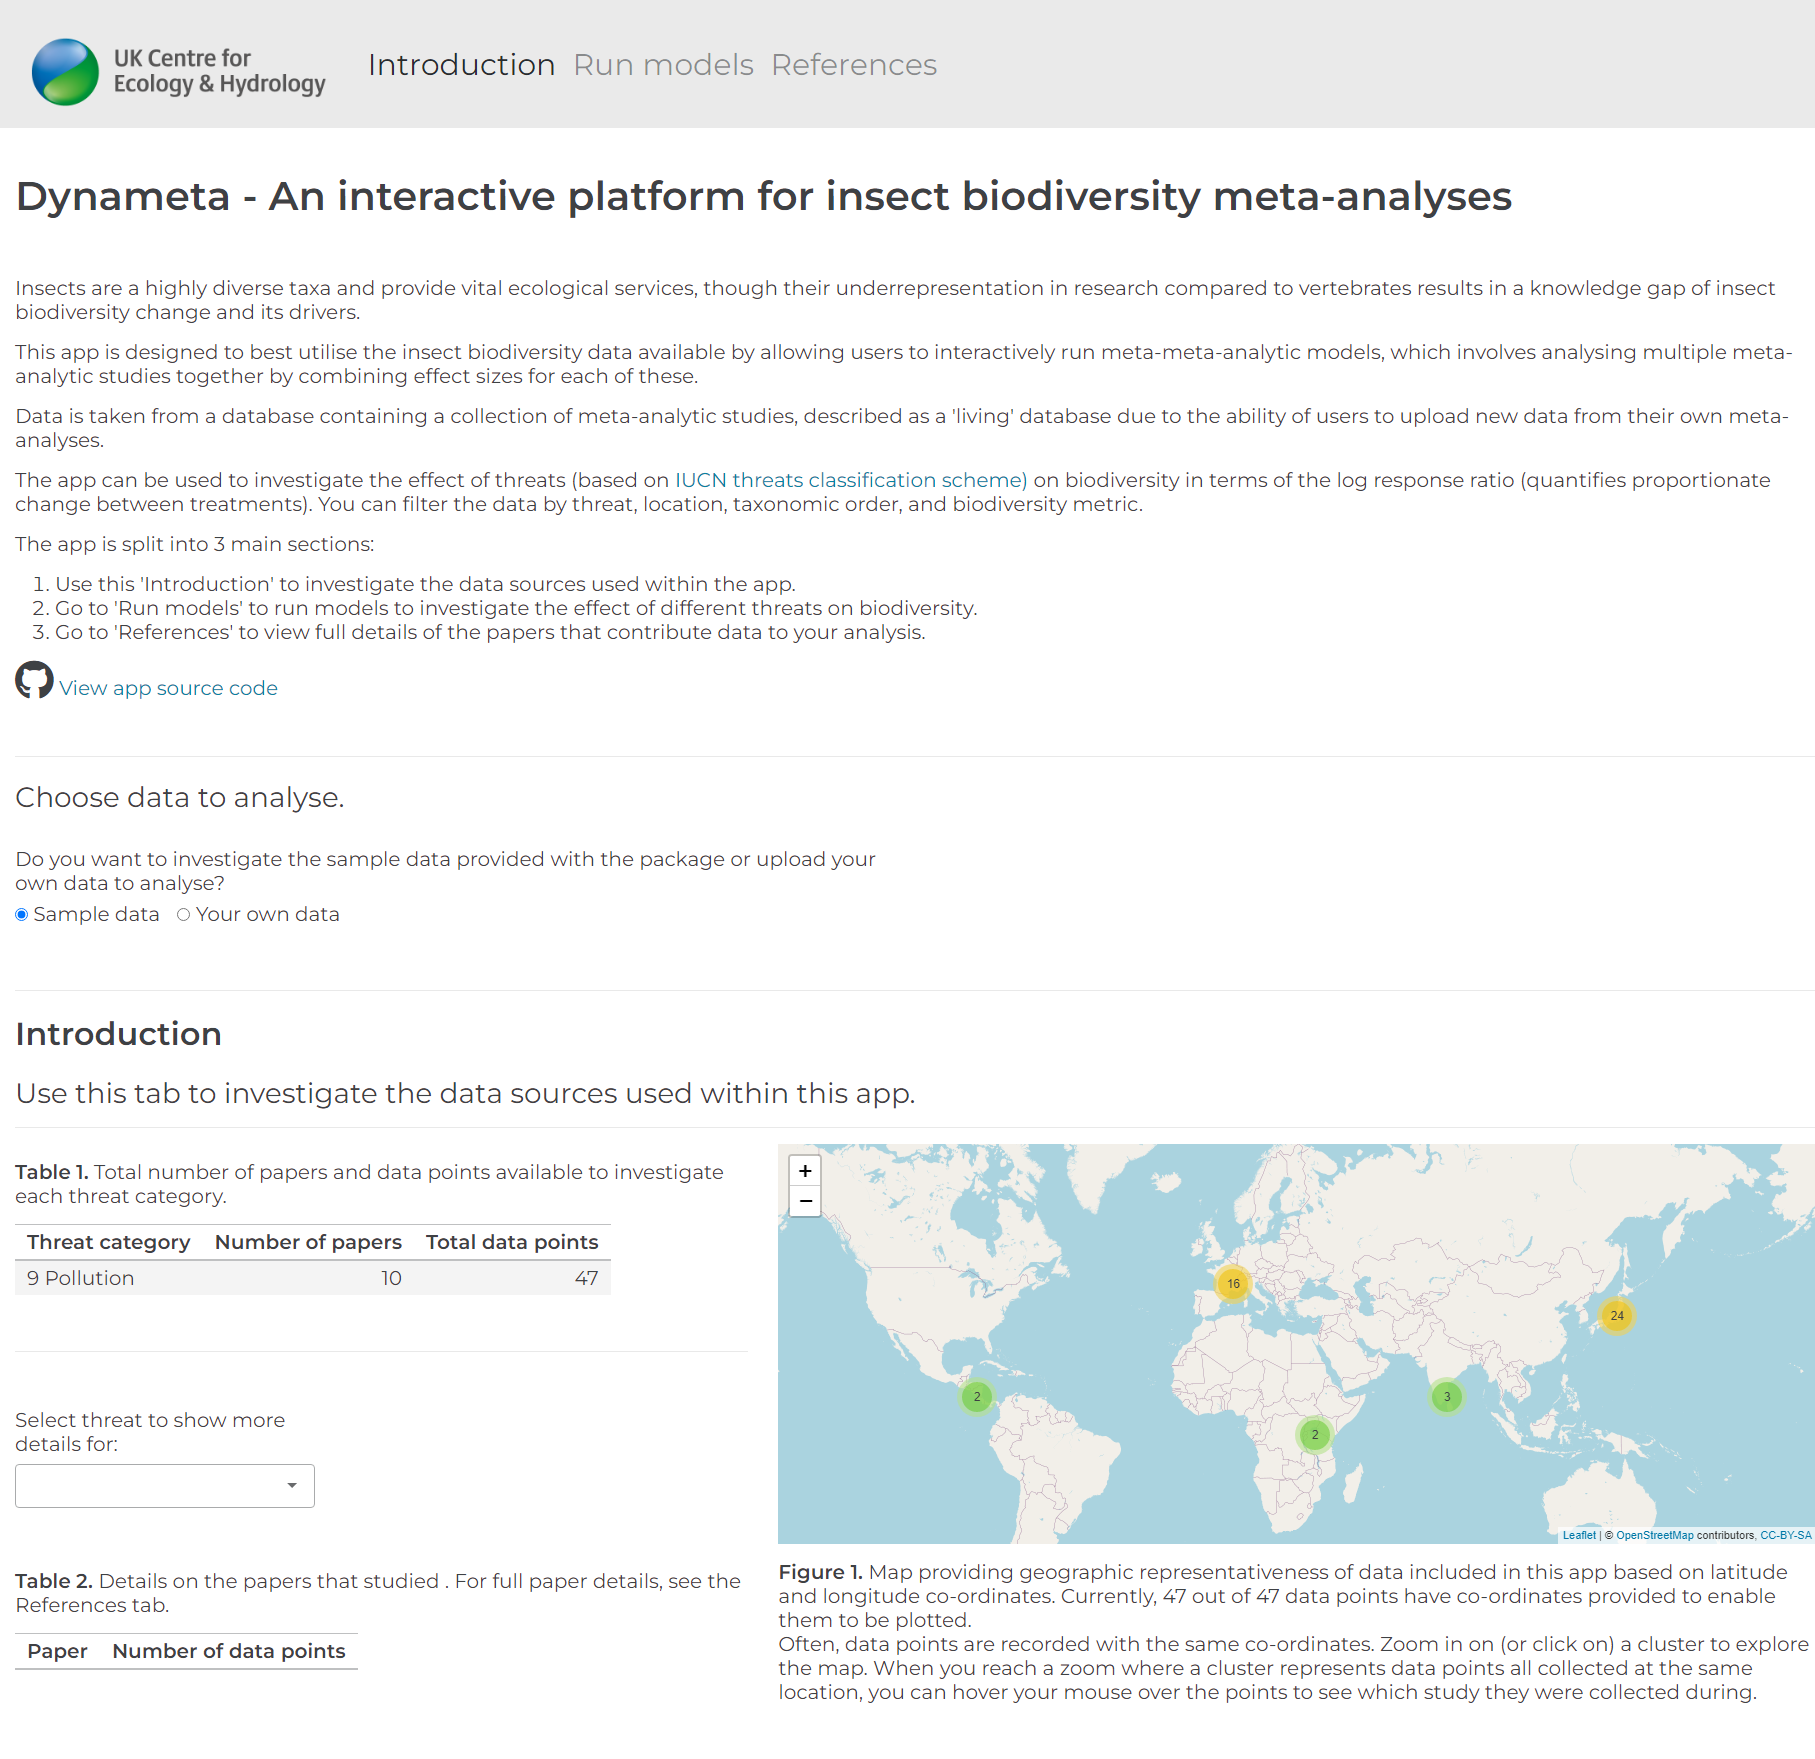 UK Centre for
Ecology & Hydrology
Introduction Run models References
Dynameta - An interactive platform for insect biodiversity meta-analyses
Insects are a highly diverse taxa and provide vital ecological services, though their underrepresentation in research compared to vertebrates results in a knowledge gap of insect
biodiversity change and its drivers.
This app is designed to best utilise the insect biodiversity data available by allowing users to interactively run meta-meta-analytic models, which involves analysing multiple meta-
analytic studies together by combining effect sizes for each of these.
Data is taken from a database containing a collection of meta-analytic studies, described as a 'living' database due to the ability of users to upload new data from their own meta-
analyses.
The app can be used to investigate the effect of threats (based on IUCN threats classification scheme) on biodiversity in terms of the log response ratio (quantifies proportionate
change between treatments). You can filter the data by threat, location, taxonomic order, and biodiversity metric.
The app is split into 3 main sections:
1. Use this 'Introduction' to investigate the data sources used within the app.
2. Go to 'Run models' to run models to investigate the effect of different threats on biodiversity.
3. Go to 'References' to view full details of the papers that contribute data to your analysis.
View app source code
Choose data to analyse.
Do you want to investigate the sample data provided with the package or upload your
own data to analyse?
Sample data Your own data
Introduction
Use this tab to investigate the data sources used within this app.
Table 1. Total number of papers and data points available to investigate
each threat category.
Threat category Number of papers Total data points
9 Pollution 10 47
Select threat to show more
details for:
Table 2. Details on the papers that studied . For full paper details, see the
References tab.
Paper Number of data points
+
−
16
24
2
3
2
Leaflet | © OpenStreetMap contributors, CC-BY-SA
Figure 1. Map providing geographic representativeness of data included in this app based on latitude
and longitude co-ordinates. Currently, 47 out of 47 data points have co-ordinates provided to enable
them to be plotted.
Often, data points are recorded with the same co-ordinates. Zoom in on (or click on) a cluster to explore
the map. When you reach a zoom where a cluster represents data points all collected at the same
location, you can hover your mouse over the points to see which study they were collected during.